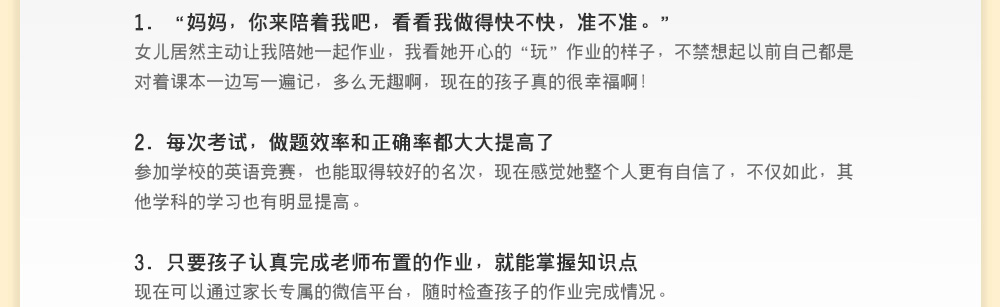 1. “妈妈，你来陪着我吧，看看我做得快不快，准不准。”
女儿居然主动让我陪她一起作业，我看她开心的“玩”作业的样子，不禁想起以前自己都是
对着课本一边写一遍记，多么无趣啊，现在的孩子真的很幸福啊！
2. 每次考试，做题效率和正确率都大大提高了
参加学校的英语竞赛，也能取得较好的名次，现在感觉她整个人更有自信了，不仅如此，其
他学科的学习也有明显提高。
3. 只要孩子认真完成老师布置的作业，就能掌握知识点
现在可以通过家长专属的微信平台，随时检查孩子的作业完成情况。